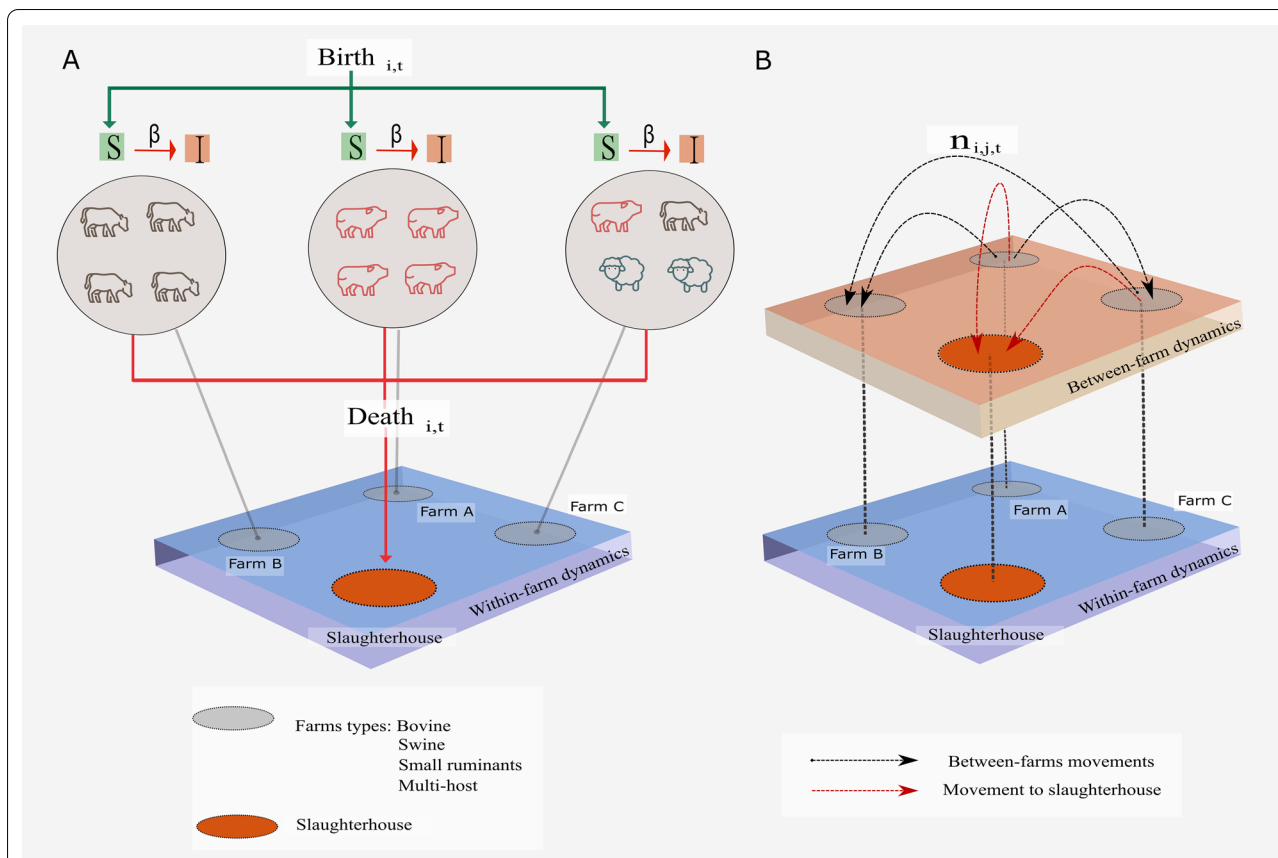 A
Birth i,t
S β I
S β I
S β I
Death i,t
Farm A
Farm C
Farm B
Within-farm dynamics
Slaughterhouse
Farms types: Bovine
Swine
Small ruminants
Multi-host
Slaughterhouse
B
n i,j,t
Between-farm dynamics
Farm A
Farm C
Farm B
Within-farm dynamics
Slaughterhouse
Between-farms movements
Movement to slaughterhouse